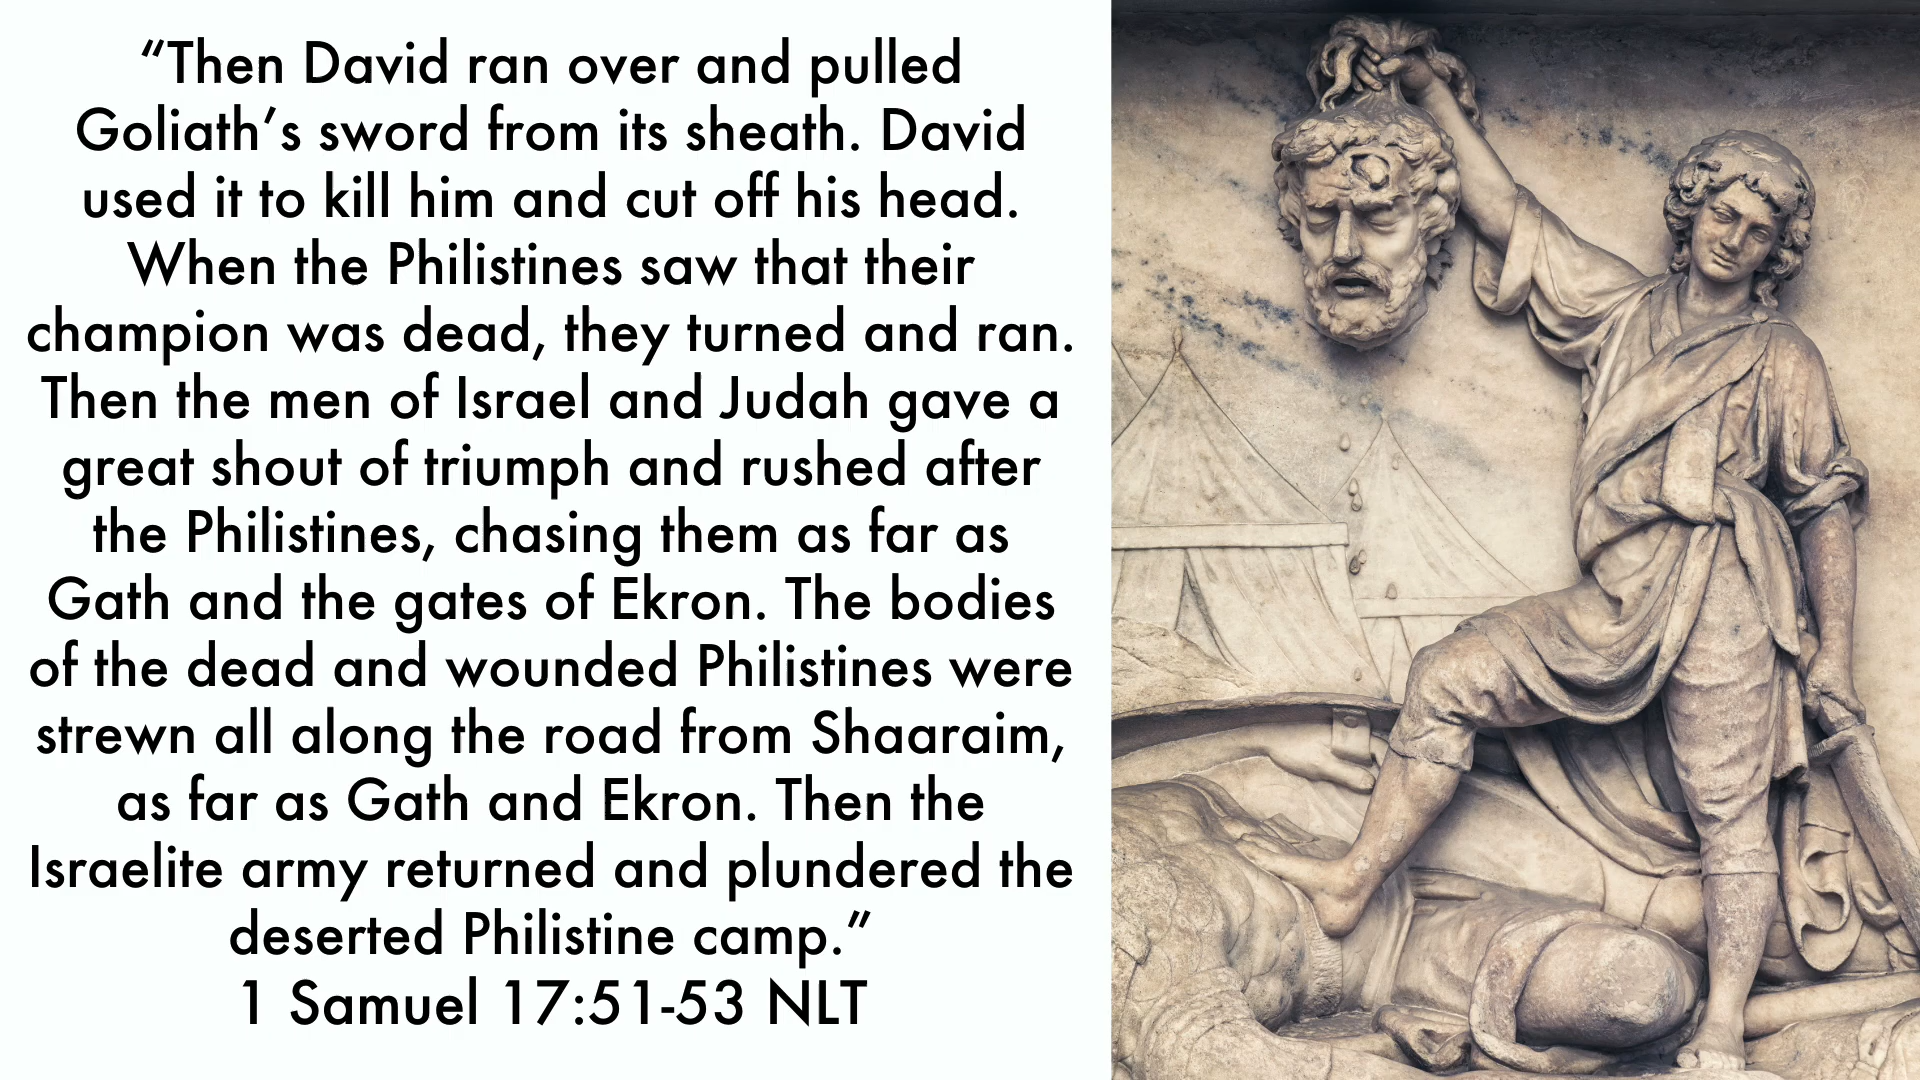 “Then David ran over and pulled
Goliath’s sword from its sheath. David
used it to kill him and cut off his head.
When the Philistines saw that their
champion was dead, they turned and ran.
Then the men of Israel and Judah gave a
great shout of triumph and rushed after
the Philistines, chasing them as far as
Gath and the gates of Ekron. The bodies
of the dead and wounded Philistines were
strewn all along the road from Shaaraim,
as far as Gath and Ekron. Then the
Israelite army returned and plundered the
deserted Philistine camp.”
1 Samuel 17:51-53 NLT